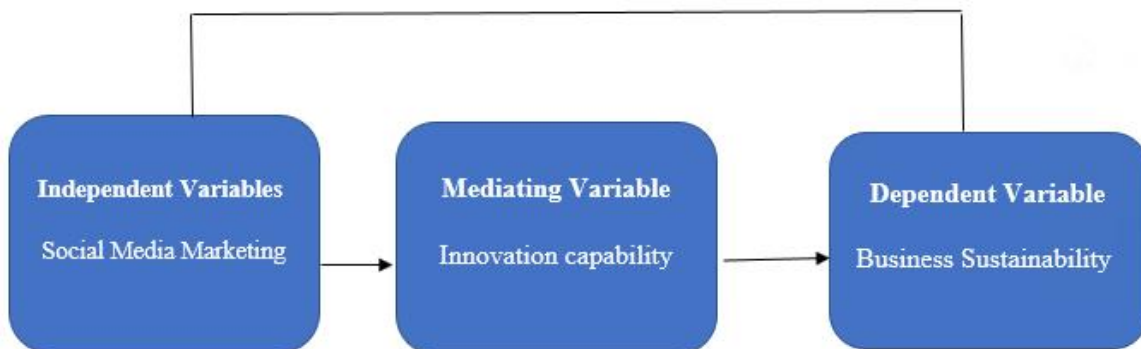 Independent Variables
Social Media Marketing
Mediating Variable
Innovation capability
Dependent Variable
Business Sustainability